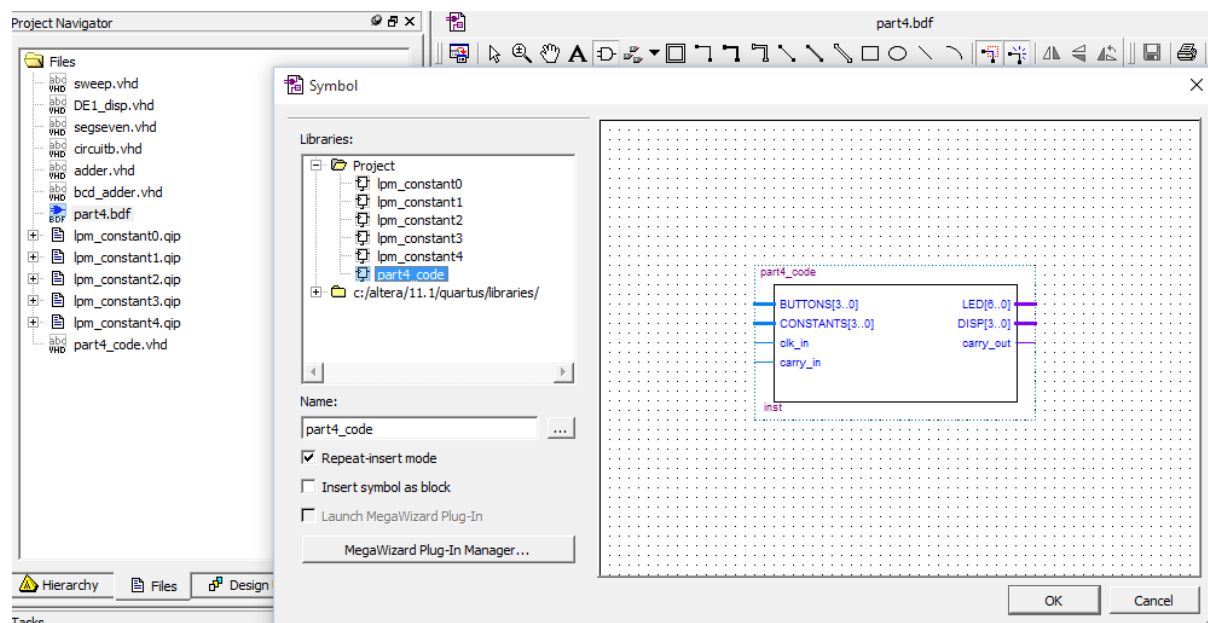 Project Navigator
part4.bdf
Files
sweep.vhd
DE1_disp.vhd
segseven.vhd
circuitb.vhd
adder.vhd
bcd_adder.vhd
part4.bdf
lpm_constant0.qip
lpm_constant1.qip
lpm_constant2.qip
lpm_constant3.qip
lpm_constant4.qip
part4_code.vhd
Hierarchy
Files
Design
Symbol
Libraries:
Project
lpm_constant0
lpm_constant1
lpm_constant2
lpm_constant3
lpm_constant4
part4_code
c:/altera/11.1/quartus/libraries/
Name:
part4_code
...
Repeat-insert mode
Insert symbol as block
Launch MegaWizard Plug-In
MegaWizard Plug-In Manager...
part4_code
BUTTONS[3..0] LED[6..0]
CONSTANTS[3..0] DISP[3..0]
clk_in carry_out
carry_in
inst
OK Cancel
Tasks